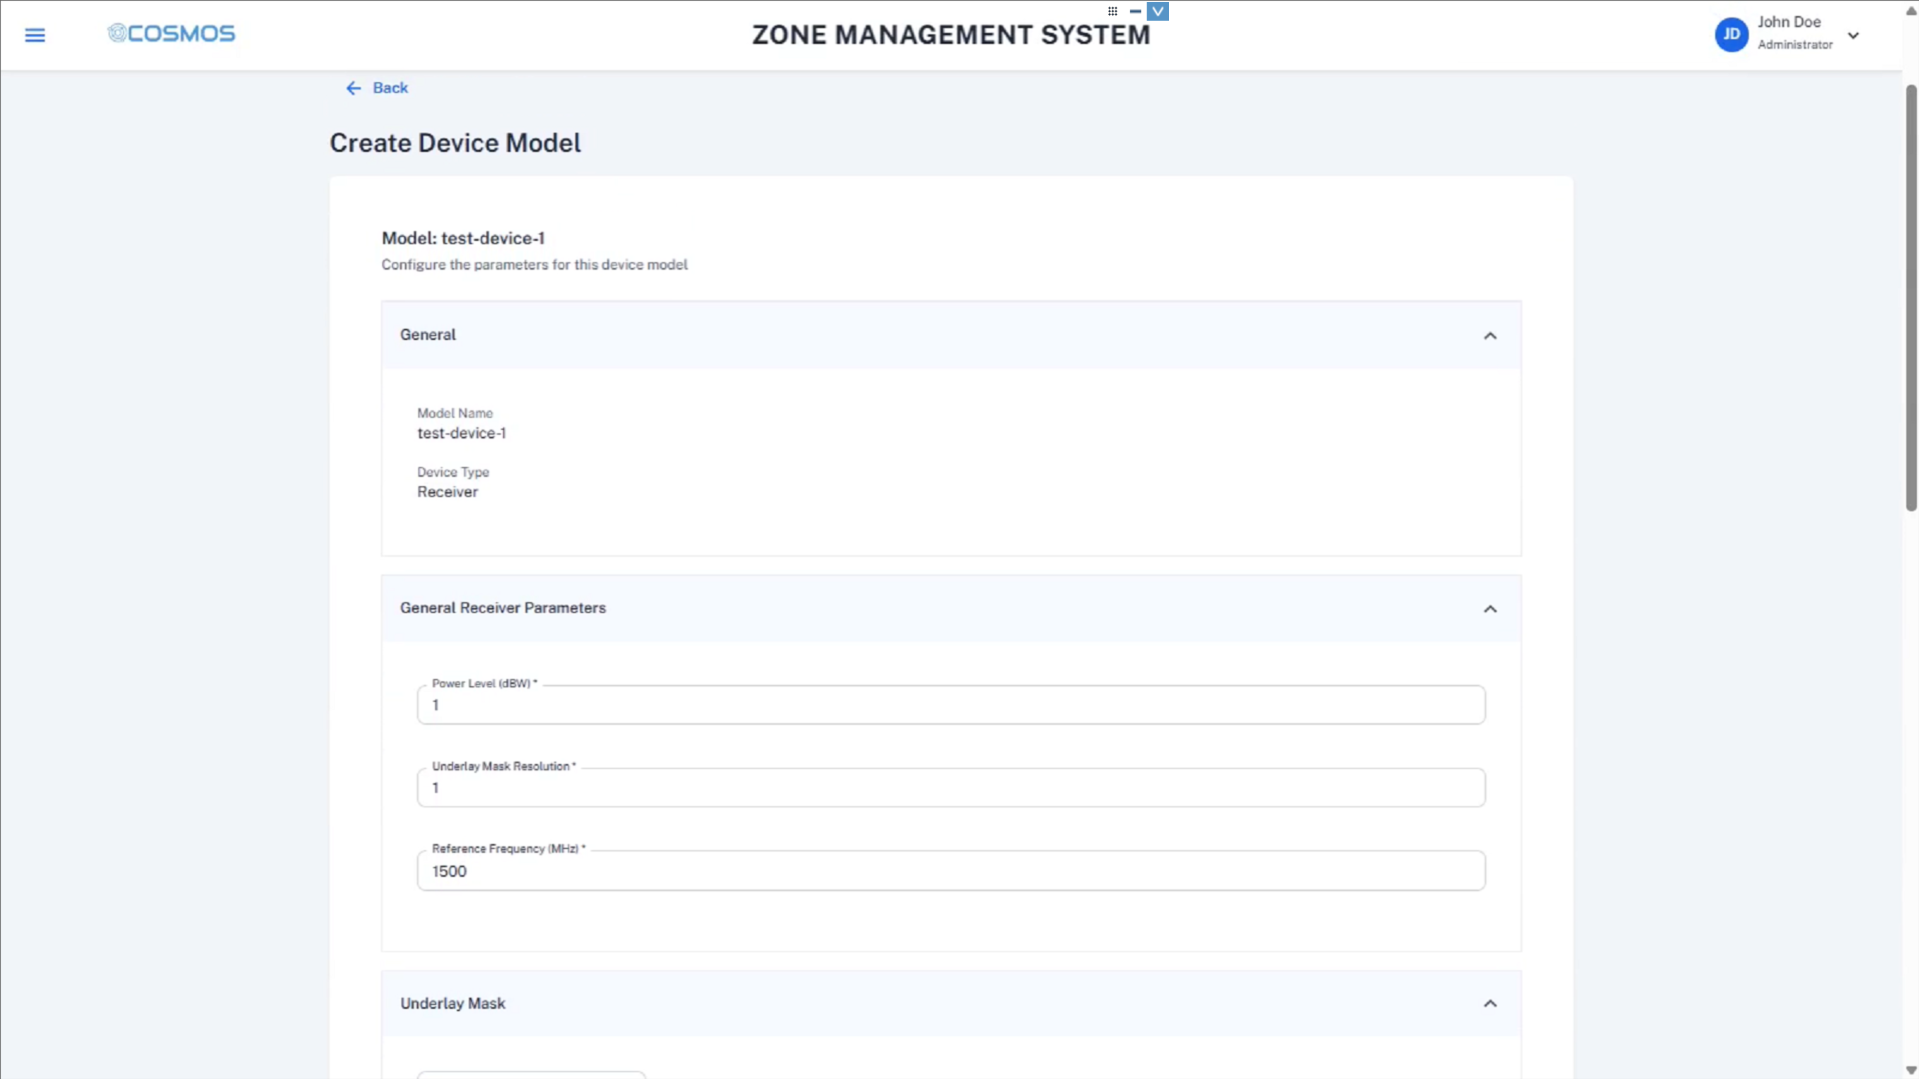 COSMOS
ZONE MANAGEMENT SYSTEM
JD
John Doe
Administrator
Back
Create Device Model
Model: test-device-1
Configure the parameters for this device model
General
Model Name
test-device-1
Device Type
Receiver
General Receiver Parameters
Power Level (dBW) *
1
Underlay Mask Resolution *
1
Reference Frequency (MHz) *
1500
Underlay Mask